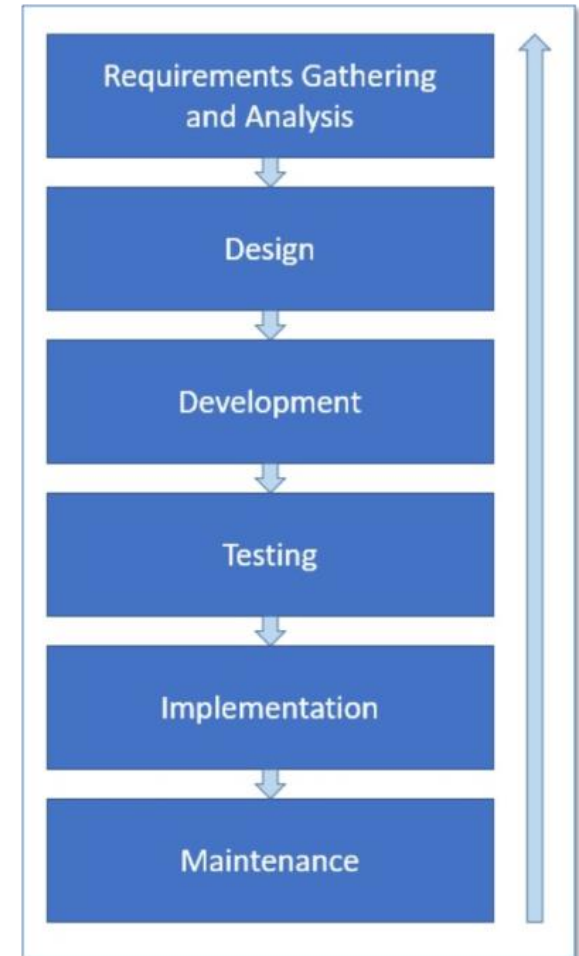 Requirements Gathering
and Analysis
Design
Development
Testing
Implementation
Maintenance